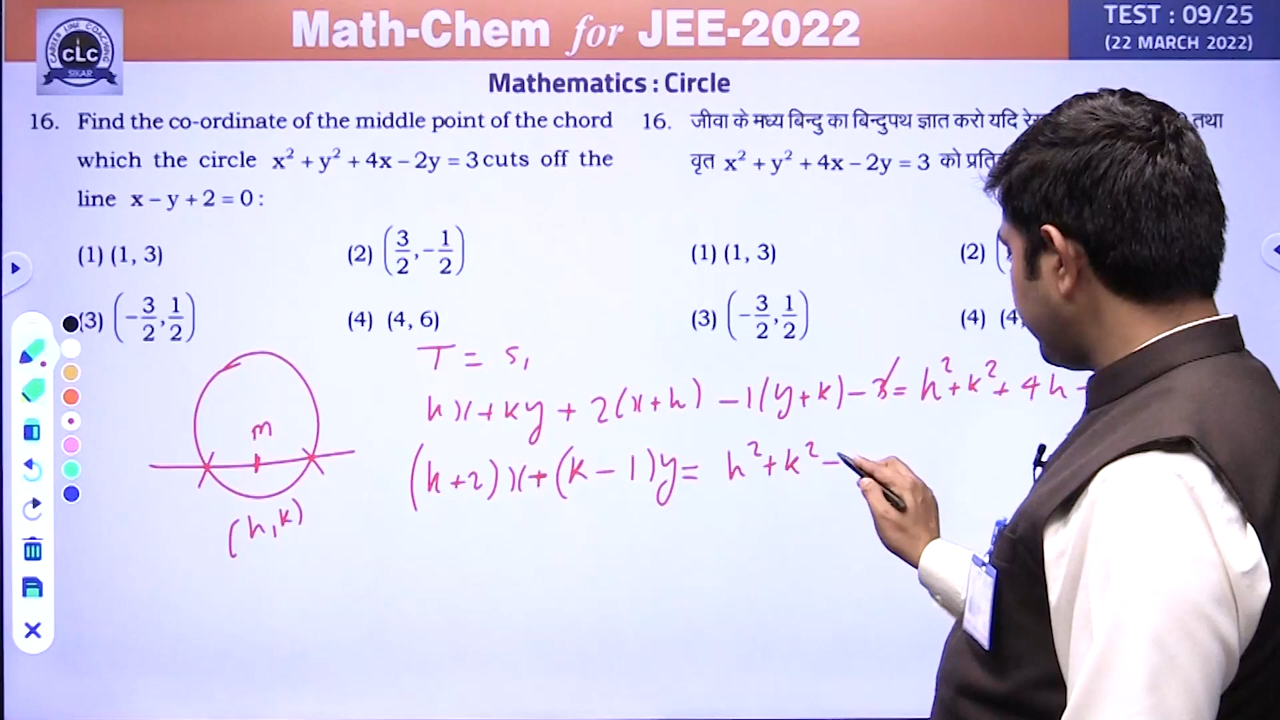 CAREER LINE COACHING
CLC
SIKAR
Math-Chem for JEE-2022
TEST : 09/25
(22 MARCH 2022)
Mathematics : Circle
16. Find the co-ordinate of the middle point of the chord
which the circle x² + y² + 4x − 2y = 3 cuts off the
line x − y + 2 = 0 :
(1) (1, 3)
(2) (3/2, −1/2)
(3) (−3/2, 1/2)
(4) (4, 6)
16. जीवा के मध्य बिन्दु का बिन्दुपथ ज्ञात करो यदि तथा
वृत x² + y² + 4x − 2y = 3 को
(1) (1, 3)
(2)
(3) (−3/2, 1/2)
(4) (4,
m
(h, k)
T = S₁
hx + ky + 2(x+h) − 1(y+k) − 3 = h² + k² + 4h −
(h+2)x + (k−1)y = h² + k² −